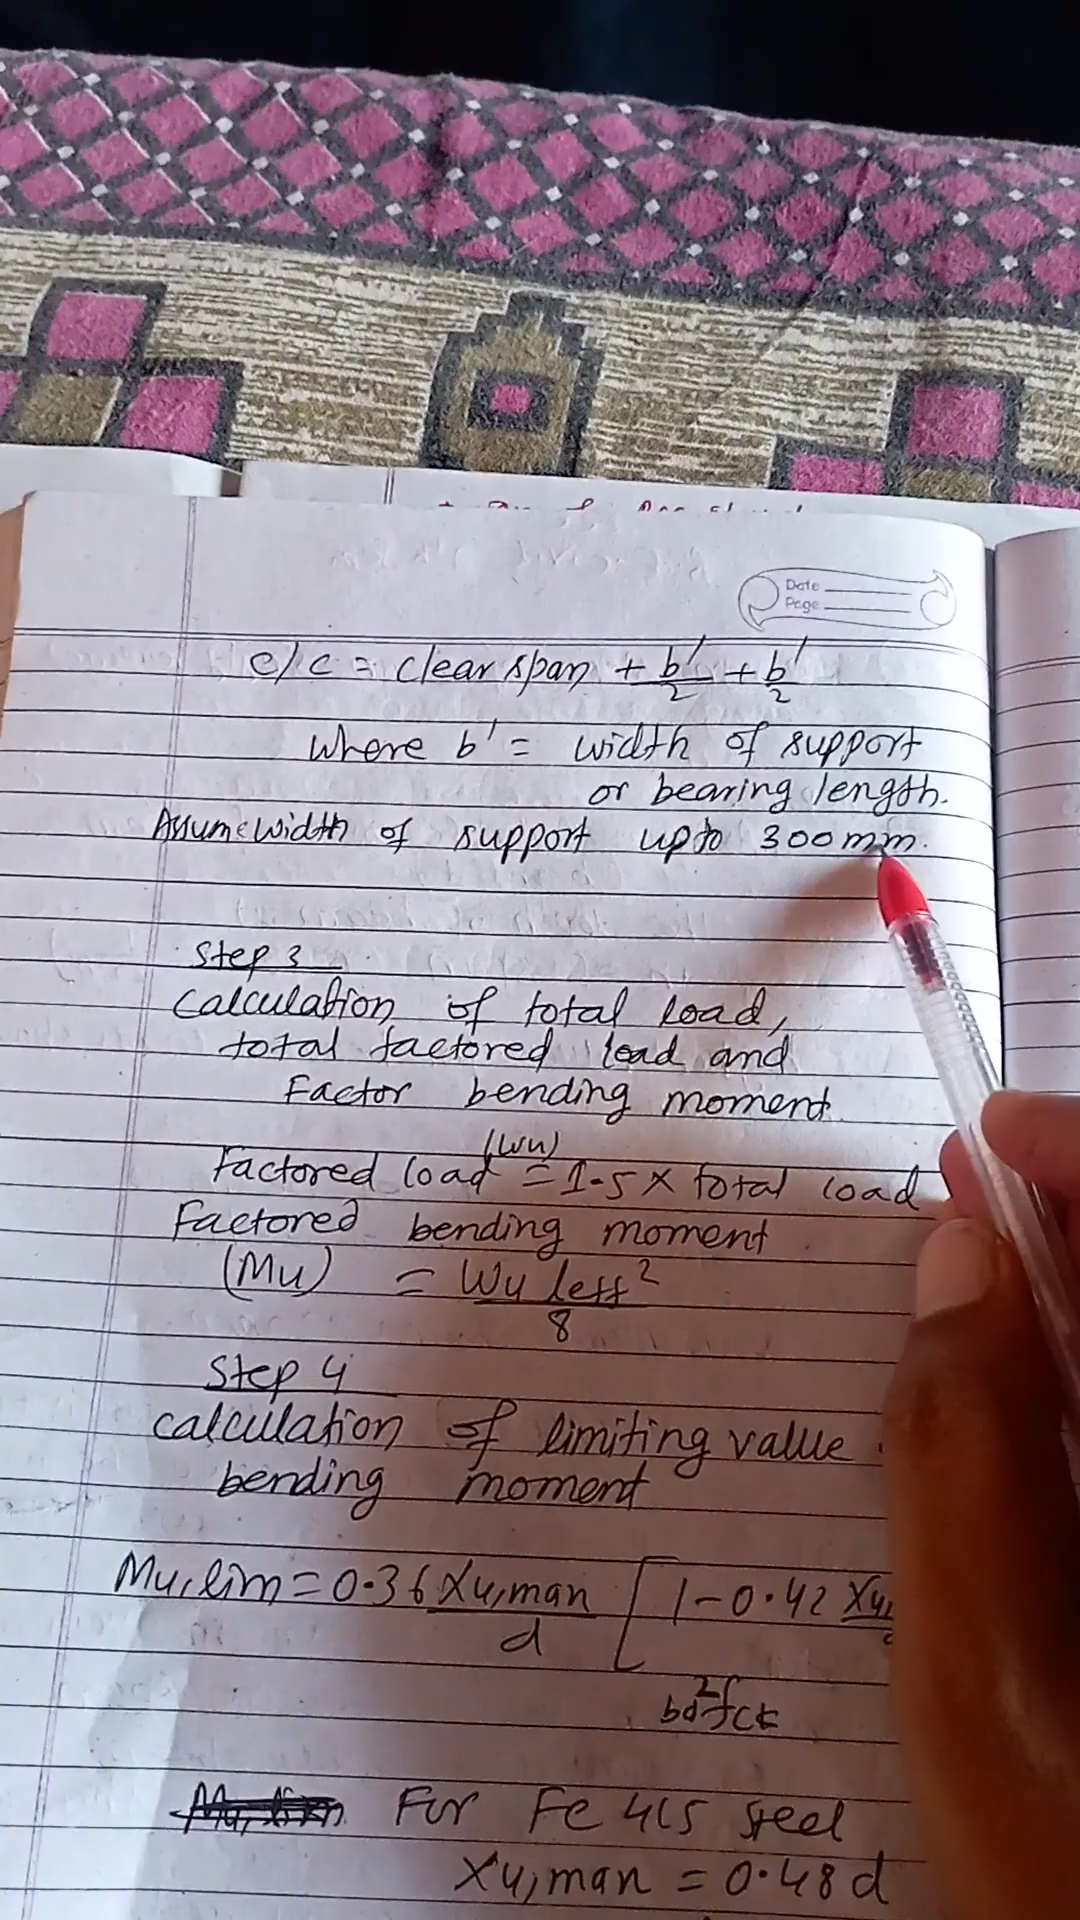 Date
Page
c/c = clear span + b'/2 + b'/2
Where b' = width of support
or bearing length.
Assume width of support upto 300mm.
Step 3
Calculation of total load,
total factored load and
Factor bending moment
Factored load (Wu) = 1.5 x total load
Factored bending moment
(Mu) = Wu leff²/8
Step 4
calculation of limiting value
bending moment
Mu,lim = 0.36 Xu,man/d [1-0.42 Xu,
bd²fck
For Fe 415 steel
Xu,man = 0.48d